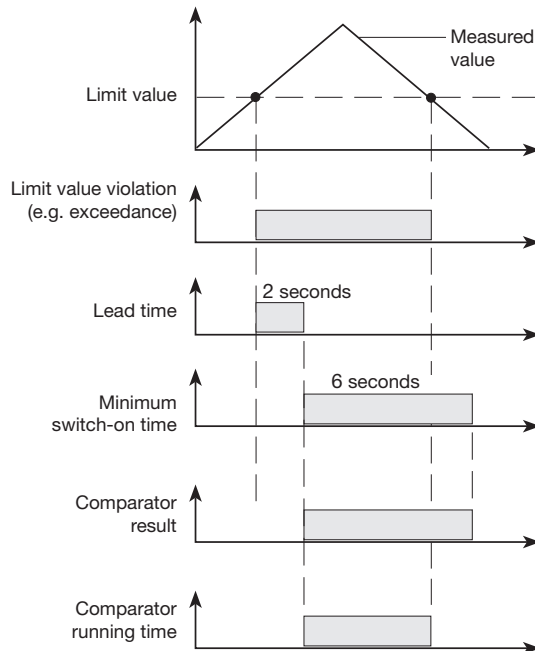 Measured
value
Limit value
Limit value violation
(e.g. exceedance)
2 seconds
Lead time
6 seconds
Minimum
switch-on time
Comparator
result
Comparator
running time